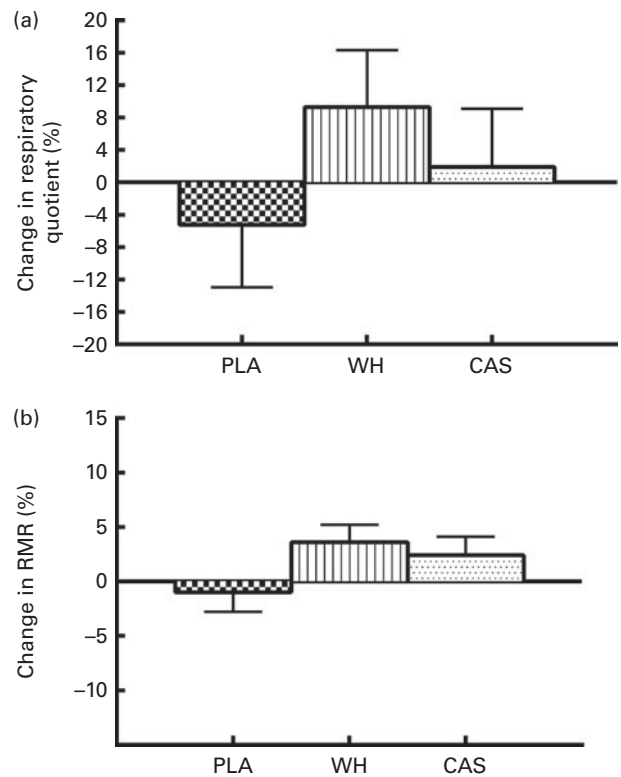 (a)
Change in respiratory
quotient (%)
20
16
12
8
4
0
−4
−8
−12
−16
−20
PLA WH CAS
(b)
Change in RMR (%)
15
10
5
0
−5
−10
PLA WH CAS